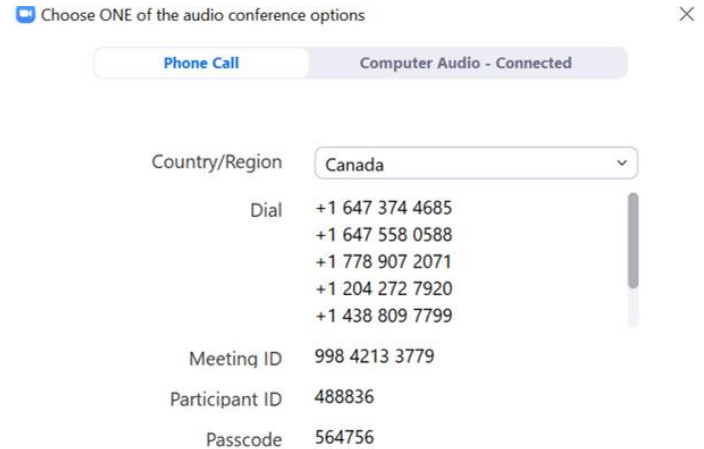 Choose ONE of the audio conference options
Phone Call Computer Audio - Connected
Country/Region Canada
Dial +1 647 374 4685
+1 647 558 0588
+1 778 907 2071
+1 204 272 7920
+1 438 809 7799
Meeting ID 998 4213 3779
Participant ID 488836
Passcode 564756